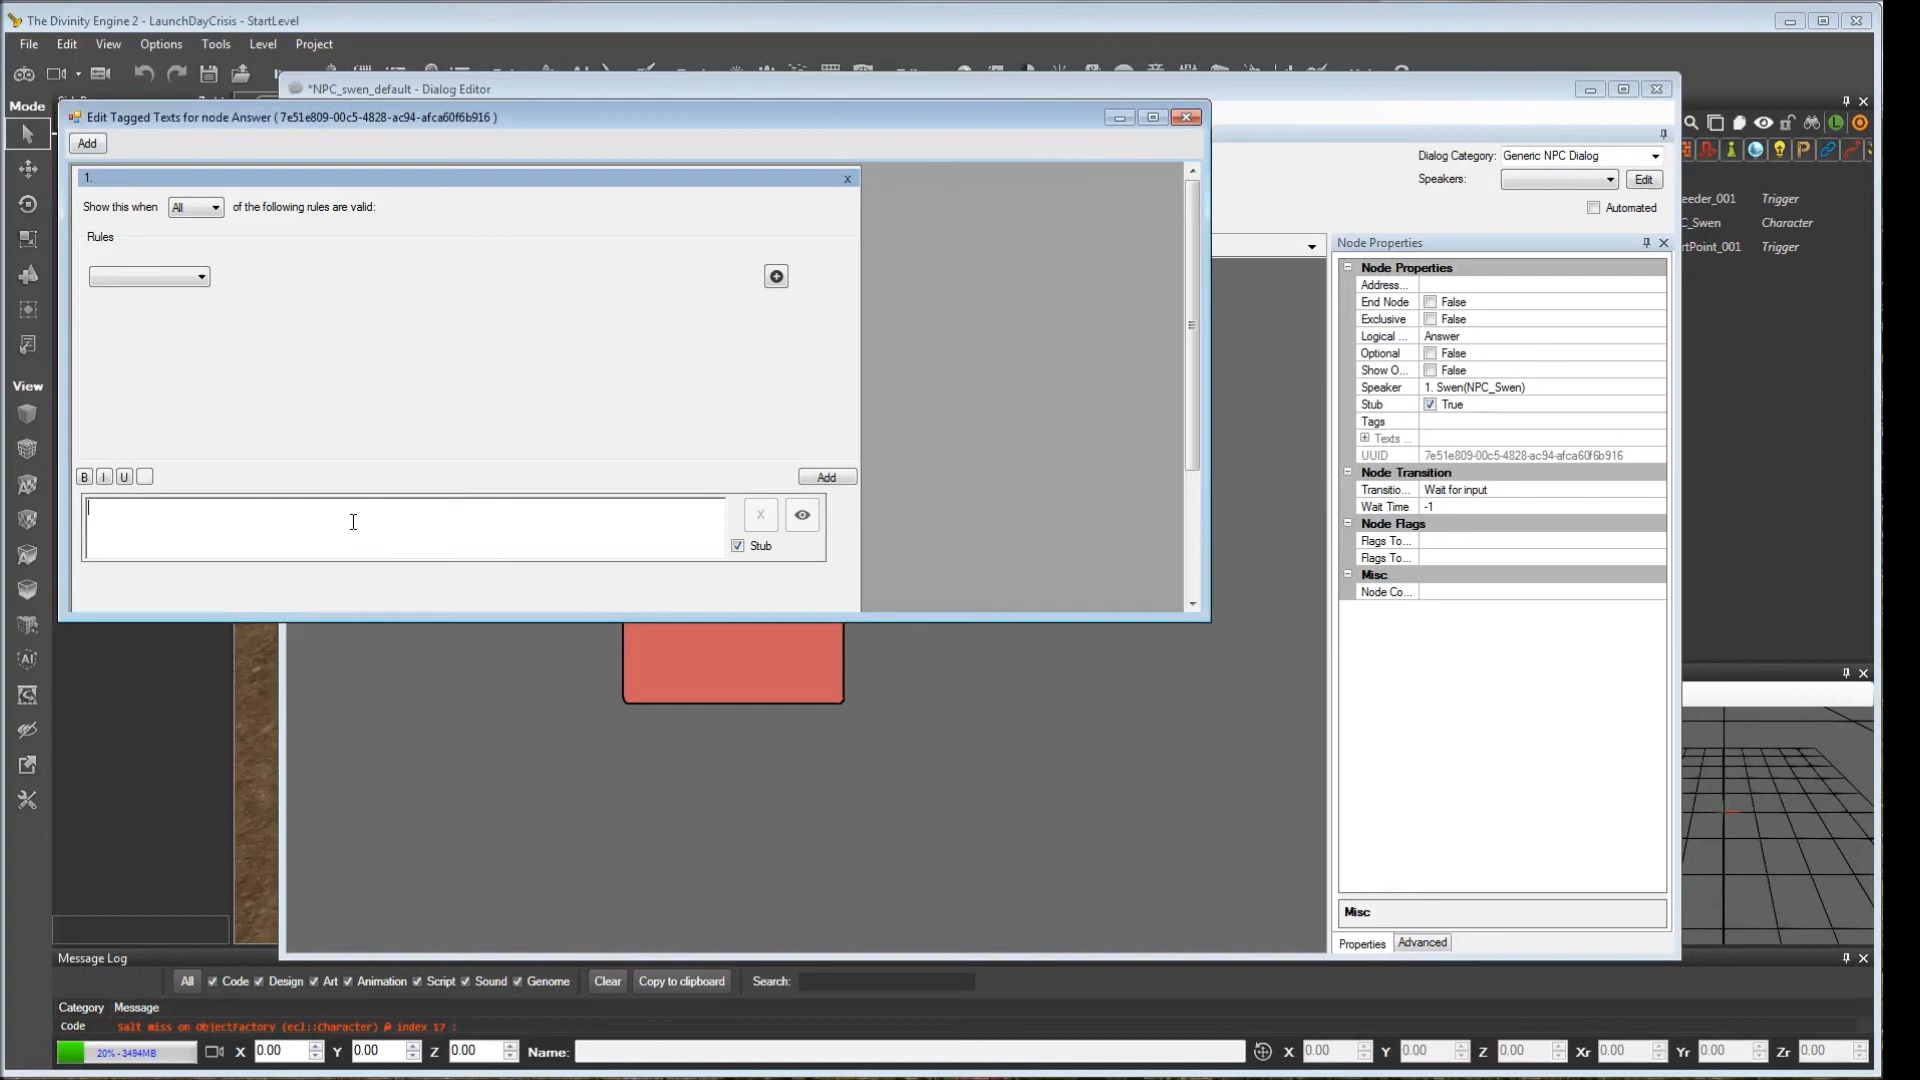 The Divinity Engine 2 - LaunchDayCrisis - StartLevel
File Edit View Options Tools Level Project
*NPC_swen_default - Dialog Editor
Mode
Edit Tagged Texts for node Answer ( 7e51e809-00c5-4828-ac94-afca60f6b916 )
Add
Dialog Category: Generic NPC Dialog
Speakers: Edit
Automated
1. x
Show this when All of the following rules are valid:
Rules
eeder_001 Trigger
C_Swen Character
rtPoint_001 Trigger
Node Properties
Node Properties
Address...
End Node False
Exclusive False
Logical ... Answer
Optional False
Show O... False
Speaker 1. Swen(NPC_Swen)
Stub True
Tags
Texts ...
UUID 7e51e809-00c5-4828-ac94-afca60f6b916
Node Transition
Transitio... Wait for input
Wait Time -1
Node Flags
Flags To...
Flags To...
Misc
Node Co...
View
B I U Add
X
Stub
AI
Misc
Properties Advanced
Message Log
All Code Design Art Animation Script Sound Genome Clear Copy to clipboard Search:
Category Message
Code Salt miss on ObjectFactory (ecl::Character) @ index 17 :
20% - 3494MB X 0.00 Y 0.00 Z 0.00 Name: X 0.00 Y 0.00 Z 0.00 Xr 0.00 Yr 0.00 Zr 0.00